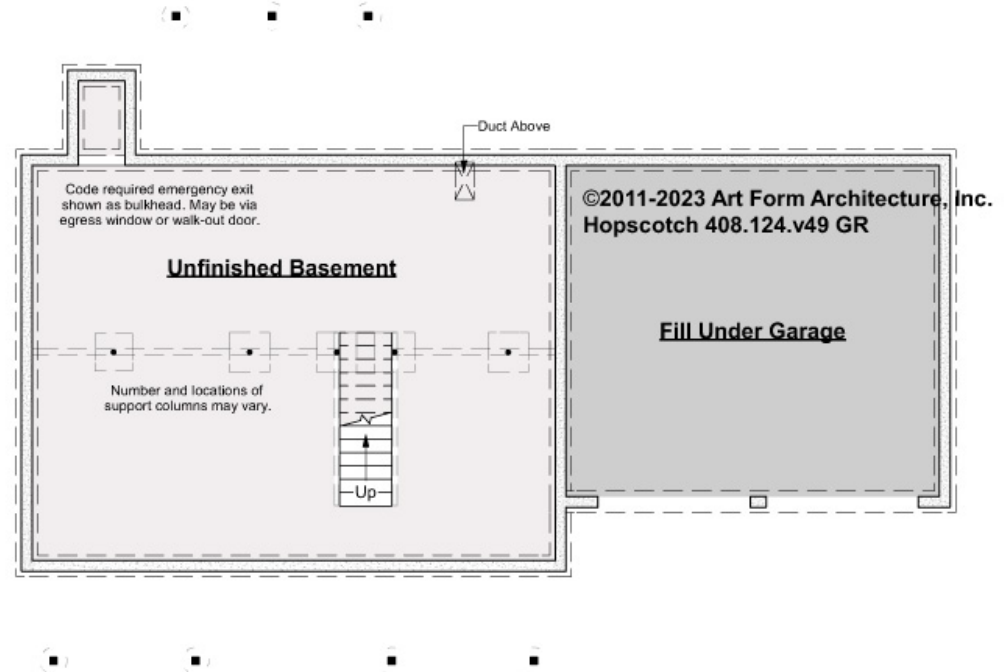 Duct Above
Code required emergency exit
shown as bulkhead. May be via
egress window or walk-out door.
©2011-2023 Art Form Architecture, Inc.
Hopscotch 408.124.v49 GR
Unfinished Basement
Fill Under Garage
Number and locations of
support columns may vary.
Up